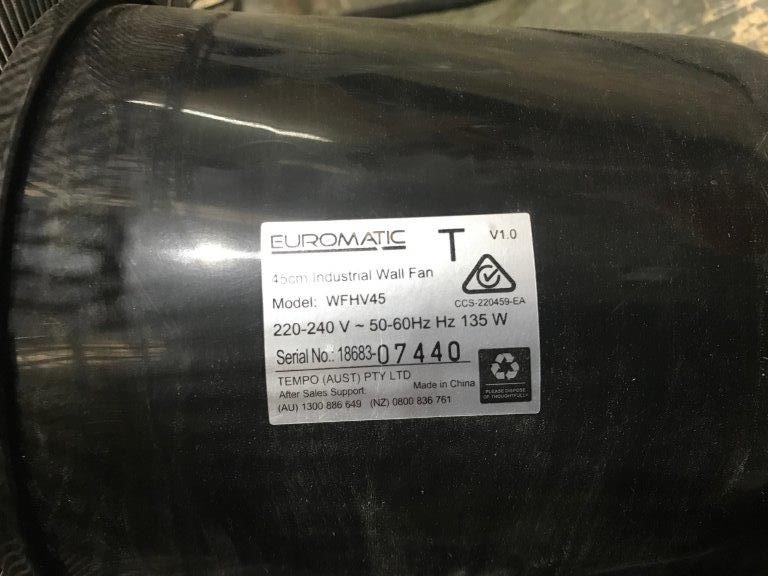 EUROMATIC T V1.0
45cm Industrial Wall Fan
Model: WFHV45
CCS-220459-EA
220-240 V ~ 50-60Hz Hz 135 W
Serial No.: 18683-07440
TEMPO (AUST) PTY LTD
After Sales Support: Made in China
(AU) 1300 886 649 (NZ) 0800 836 761
PLEASE DISPOSE
OF THOUGHTFULLY